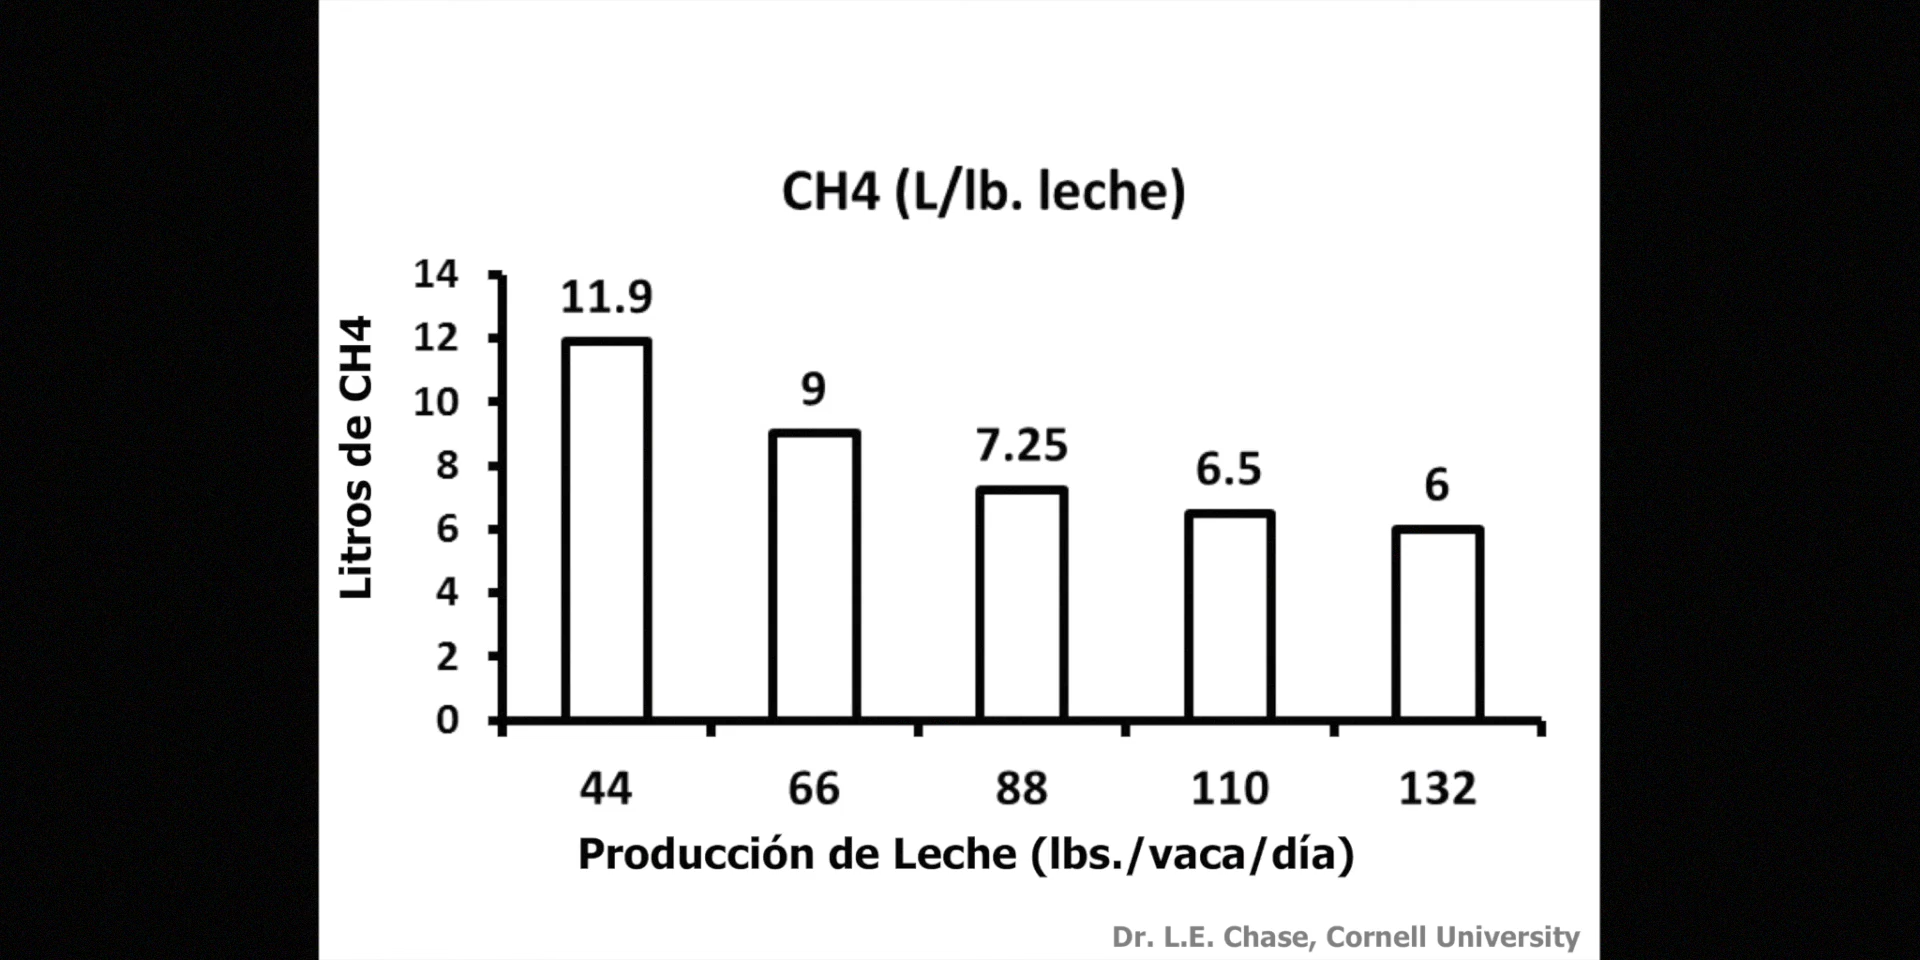 CH4 (L/lb. leche)
Litros de CH4
14
12
10
8
6
4
2
0
11.9
9
7.25
6.5
6
44 66 88 110 132
Producción de Leche (lbs./vaca/día)
Dr. L.E. Chase, Cornell University